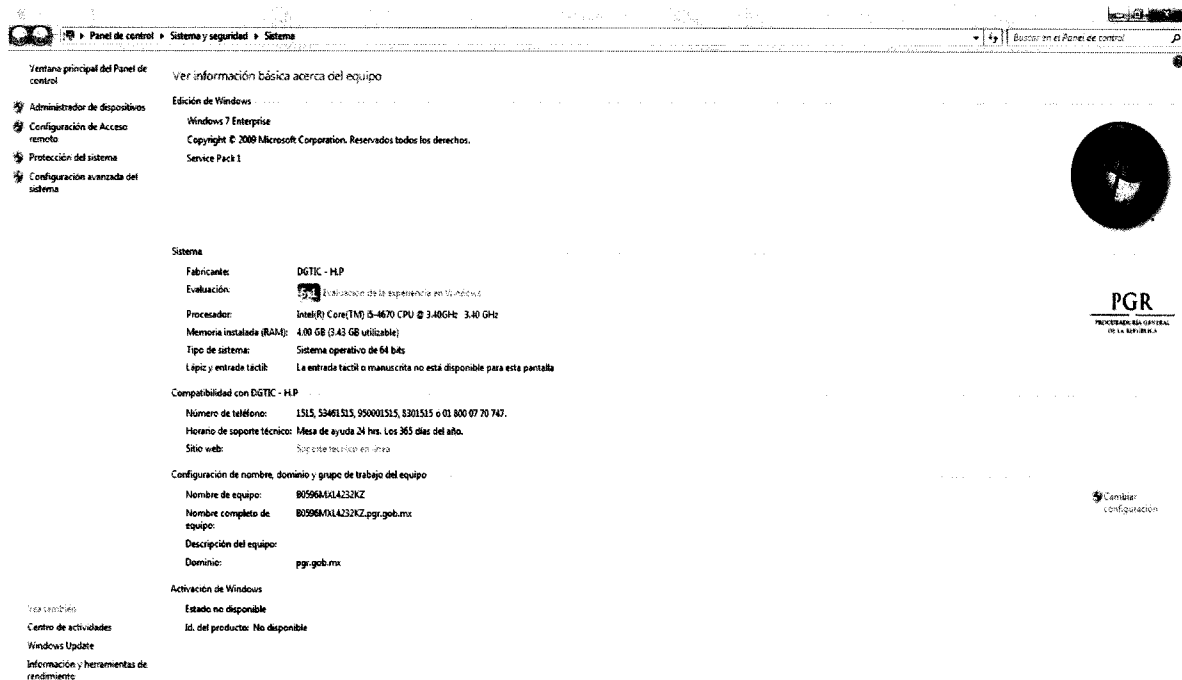 Panel de control ▸ Sistema y seguridad ▸ Sistema
Buscar en el Panel de control
Ventana principal del Panel de
control
Administrador de dispositivos
Configuración de Acceso
remoto
Protección del sistema
Configuración avanzada del
sistema
Ver información básica acerca del equipo
Edición de Windows
Windows 7 Enterprise
Copyright © 2009 Microsoft Corporation. Reservados todos los derechos.
Service Pack 1
Sistema
Fabricante: DGTIC - H.P
Evaluación: Evaluación de la experiencia en Windows
Procesador: Intel(R) Core(TM) i5-4670 CPU @ 3.40GHz 3.40 GHz
Memoria instalada (RAM): 4.00 GB (3.43 GB utilizable)
Tipo de sistema: Sistema operativo de 64 bits
Lápiz y entrada táctil: La entrada táctil o manuscrita no está disponible para esta pantalla
PGR
PROCURADURÍA GENERAL
DE LA REPÚBLICA
Compatibilidad con DGTIC - H.P
Número de teléfono: 1515, 53461515, 950001515, 8301515 o 01 800 07 70 747.
Horario de soporte técnico: Mesa de ayuda 24 hrs. Los 365 días del año.
Sitio web: Soporte técnico en línea
Configuración de nombre, dominio y grupo de trabajo del equipo
Nombre de equipo: B0596MXL4232KZ
Nombre completo de
equipo: B0596MXL4232KZ.pgr.gob.mx
Descripción del equipo:
Dominio: pgr.gob.mx
Cambiar
configuración
Activación de Windows
Estado no disponible
Id. del producto: No disponible
Vea también
Centro de actividades
Windows Update
Información y herramientas de
rendimiento